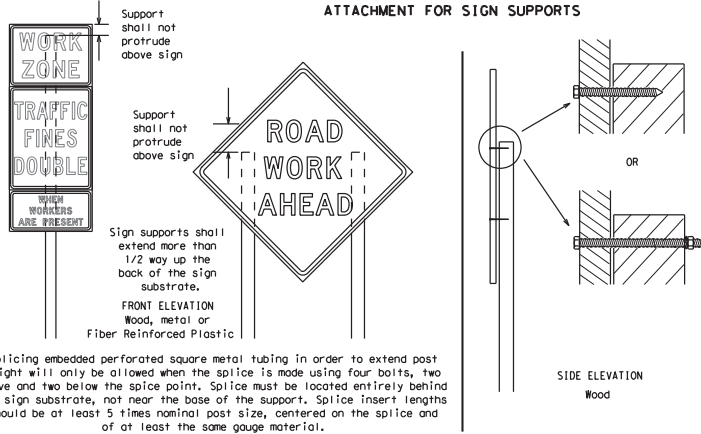 ATTACHMENT FOR SIGN SUPPORTS
Support
shall not
protrude
above sign
WORK
ZONE
TRAFFIC
FINES
DOUBLE
WHEN
WORKERS
ARE PRESENT
Support
shall not
protrude
above sign
ROAD
WORK
AHEAD
Sign supports shall
extend more than
1/2 way up the
back of the sign
substrate.
FRONT ELEVATION
Wood, metal or
Fiber Reinforced Plastic
OR
SIDE ELEVATION
Wood
plicing embedded perforated square metal tubing in order to extend post
ight will only be allowed when the splice is made using four bolts, two
ve and two below the spice point. Splice must be located entirely behind
sign substrate, not near the base of the support. Splice insert lengths
ould be at least 5 times nominal post size, centered on the splice and
of at least the same gauge material.